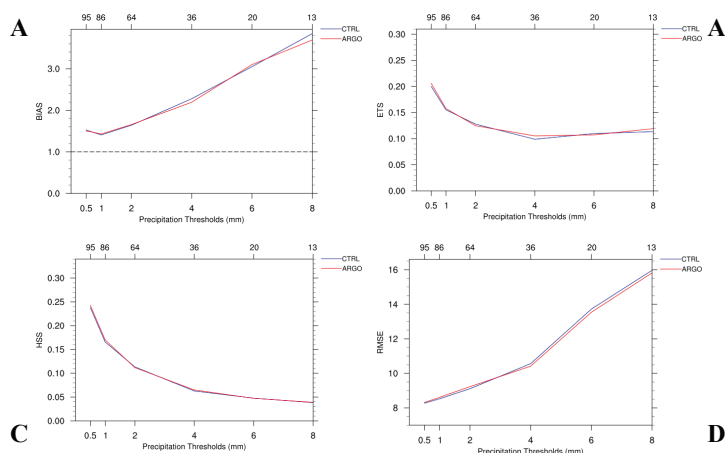 A
95 86 64 36 20 13
CTRL
ARGO
BIAS
3.0
2.0
1.0
0.0
0.5 1 2 4 6 8
Precipitation Thresholds (mm)
A
95 86 64 36 20 13
CTRL
ARGO
ETS
0.30
0.25
0.20
0.15
0.10
0.05
0.00
0.5 1 2 4 6 8
Precipitation Thresholds (mm)
95 86 64 36 20 13
CTRL
ARGO
HSS
0.30
0.25
0.20
0.15
0.10
0.05
0.00
0.5 1 2 4 6 8
Precipitation Thresholds (mm)
C
95 86 64 36 20 13
CTRL
ARGO
RMSE
16
14
12
10
8
0.5 1 2 4 6 8
Precipitation Thresholds (mm)
D